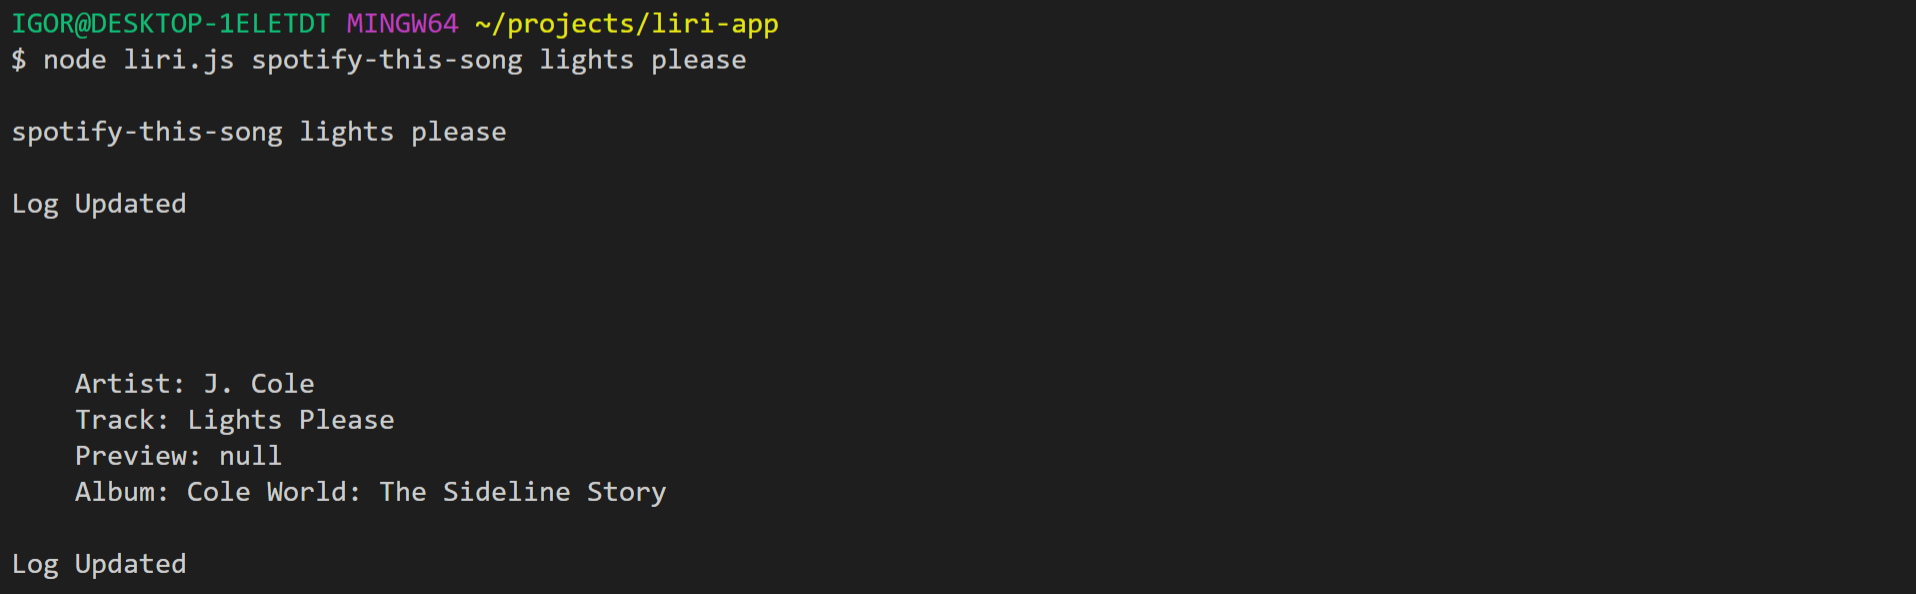 IGOR@DESKTOP-1ELETDT MINGW64 ~/projects/liri-app
$ node liri.js spotify-this-song lights please
spotify-this-song lights please
Log Updated
Artist: J. Cole
Track: Lights Please
Preview: null
Album: Cole World: The Sideline Story
Log Updated